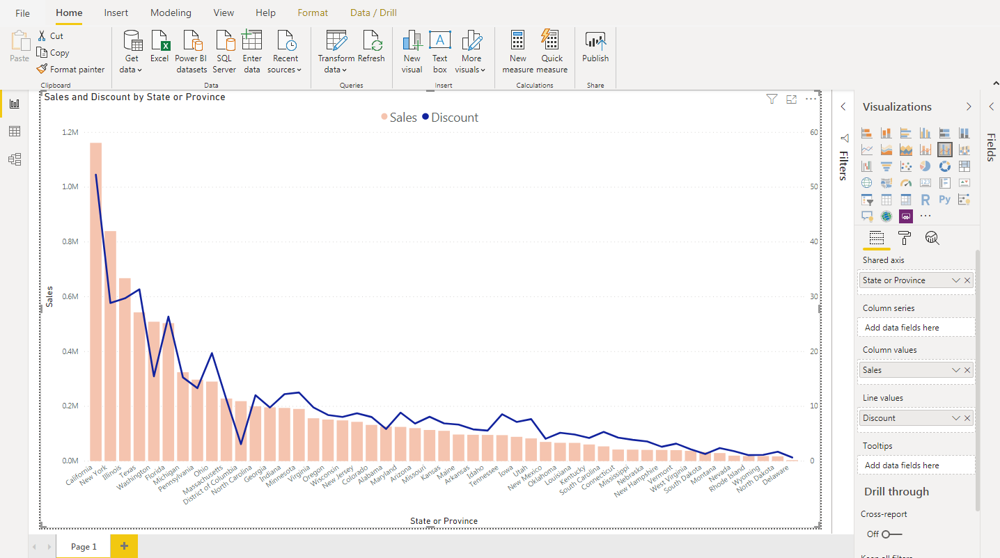 File Home Insert Modeling View Help Format Data / Drill
Paste
Cut
Copy
Format painter
Clipboard
Get data
Excel
Power BI datasets
SQL Server
Enter data
Recent sources
Data
Transform data
Refresh
Queries
New visual
Text box
More visuals
Insert
New measure
Quick measure
Calculations
Publish
Share
Sales and Discount by State or Province
Sales Discount
1.2M
1.0M
0.8M
0.6M
0.4M
0.2M
0.0M
Sales
60
50
40
30
20
10
0
California
New York
Illinois
Texas
Washington
Florida
Michigan
Pennsylvania
Ohio
Massachusetts
District of Columbia
North Carolina
Georgia
Indiana
Minnesota
Virginia
Oregon
Wisconsin
New Jersey
Colorado
Alabama
Maryland
Arizona
Missouri
Kansas
Maine
Arkansas
Idaho
Tennessee
Iowa
Utah
New Mexico
Oklahoma
Louisiana
Kentucky
South Carolina
Connecticut
Mississippi
Nebraska
New Hampshire
Vermont
West Virginia
South Dakota
Montana
Nevada
Rhode Island
Wyoming
North Dakota
Delaware
State or Province
Filters
Visualizations
123
R
Py
Shared axis
State or Province
Column series
Add data fields here
Column values
Sales
Line values
Discount
Tooltips
Add data fields here
Drill through
Cross-report
Off
Fields
Page 1